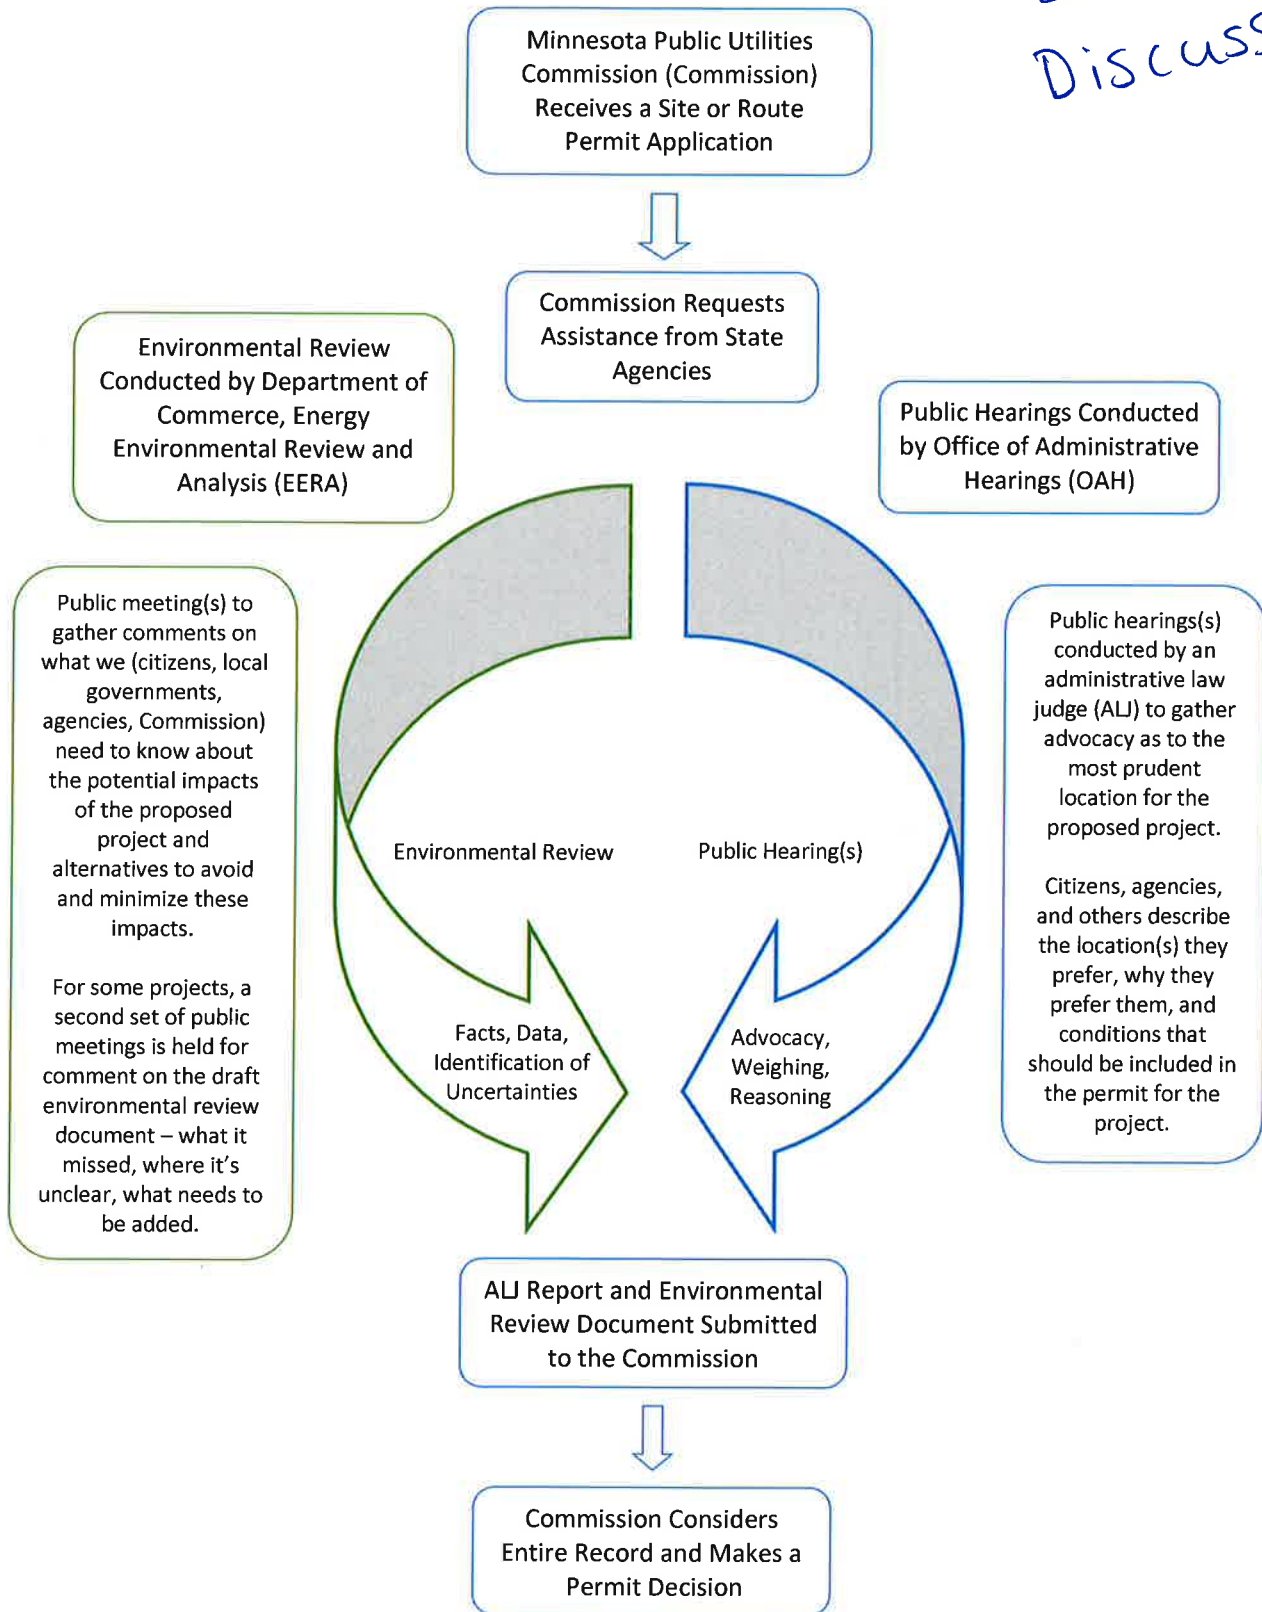 Discuss
Minnesota Public Utilities
Commission (Commission)
Receives a Site or Route
Permit Application
Commission Requests
Assistance from State
Agencies
Environmental Review
Conducted by Department of
Commerce, Energy
Environmental Review and
Analysis (EERA)
Public Hearings Conducted
by Office of Administrative
Hearings (OAH)
Public meeting(s) to
gather comments on
what we (citizens, local
governments,
agencies, Commission)
need to know about
the potential impacts
of the proposed
project and
alternatives to avoid
and minimize these
impacts.
For some projects, a
second set of public
meetings is held for
comment on the draft
environmental review
document – what it
missed, where it's
unclear, what needs to
be added.
Environmental Review
Public Hearing(s)
Facts, Data,
Identification of
Uncertainties
Advocacy,
Weighing,
Reasoning
Public hearings(s)
conducted by an
administrative law
judge (ALJ) to gather
advocacy as to the
most prudent
location for the
proposed project.
Citizens, agencies,
and others describe
the location(s) they
prefer, why they
prefer them, and
conditions that
should be included in
the permit for the
project.
ALJ Report and Environmental
Review Document Submitted
to the Commission
Commission Considers
Entire Record and Makes a
Permit Decision